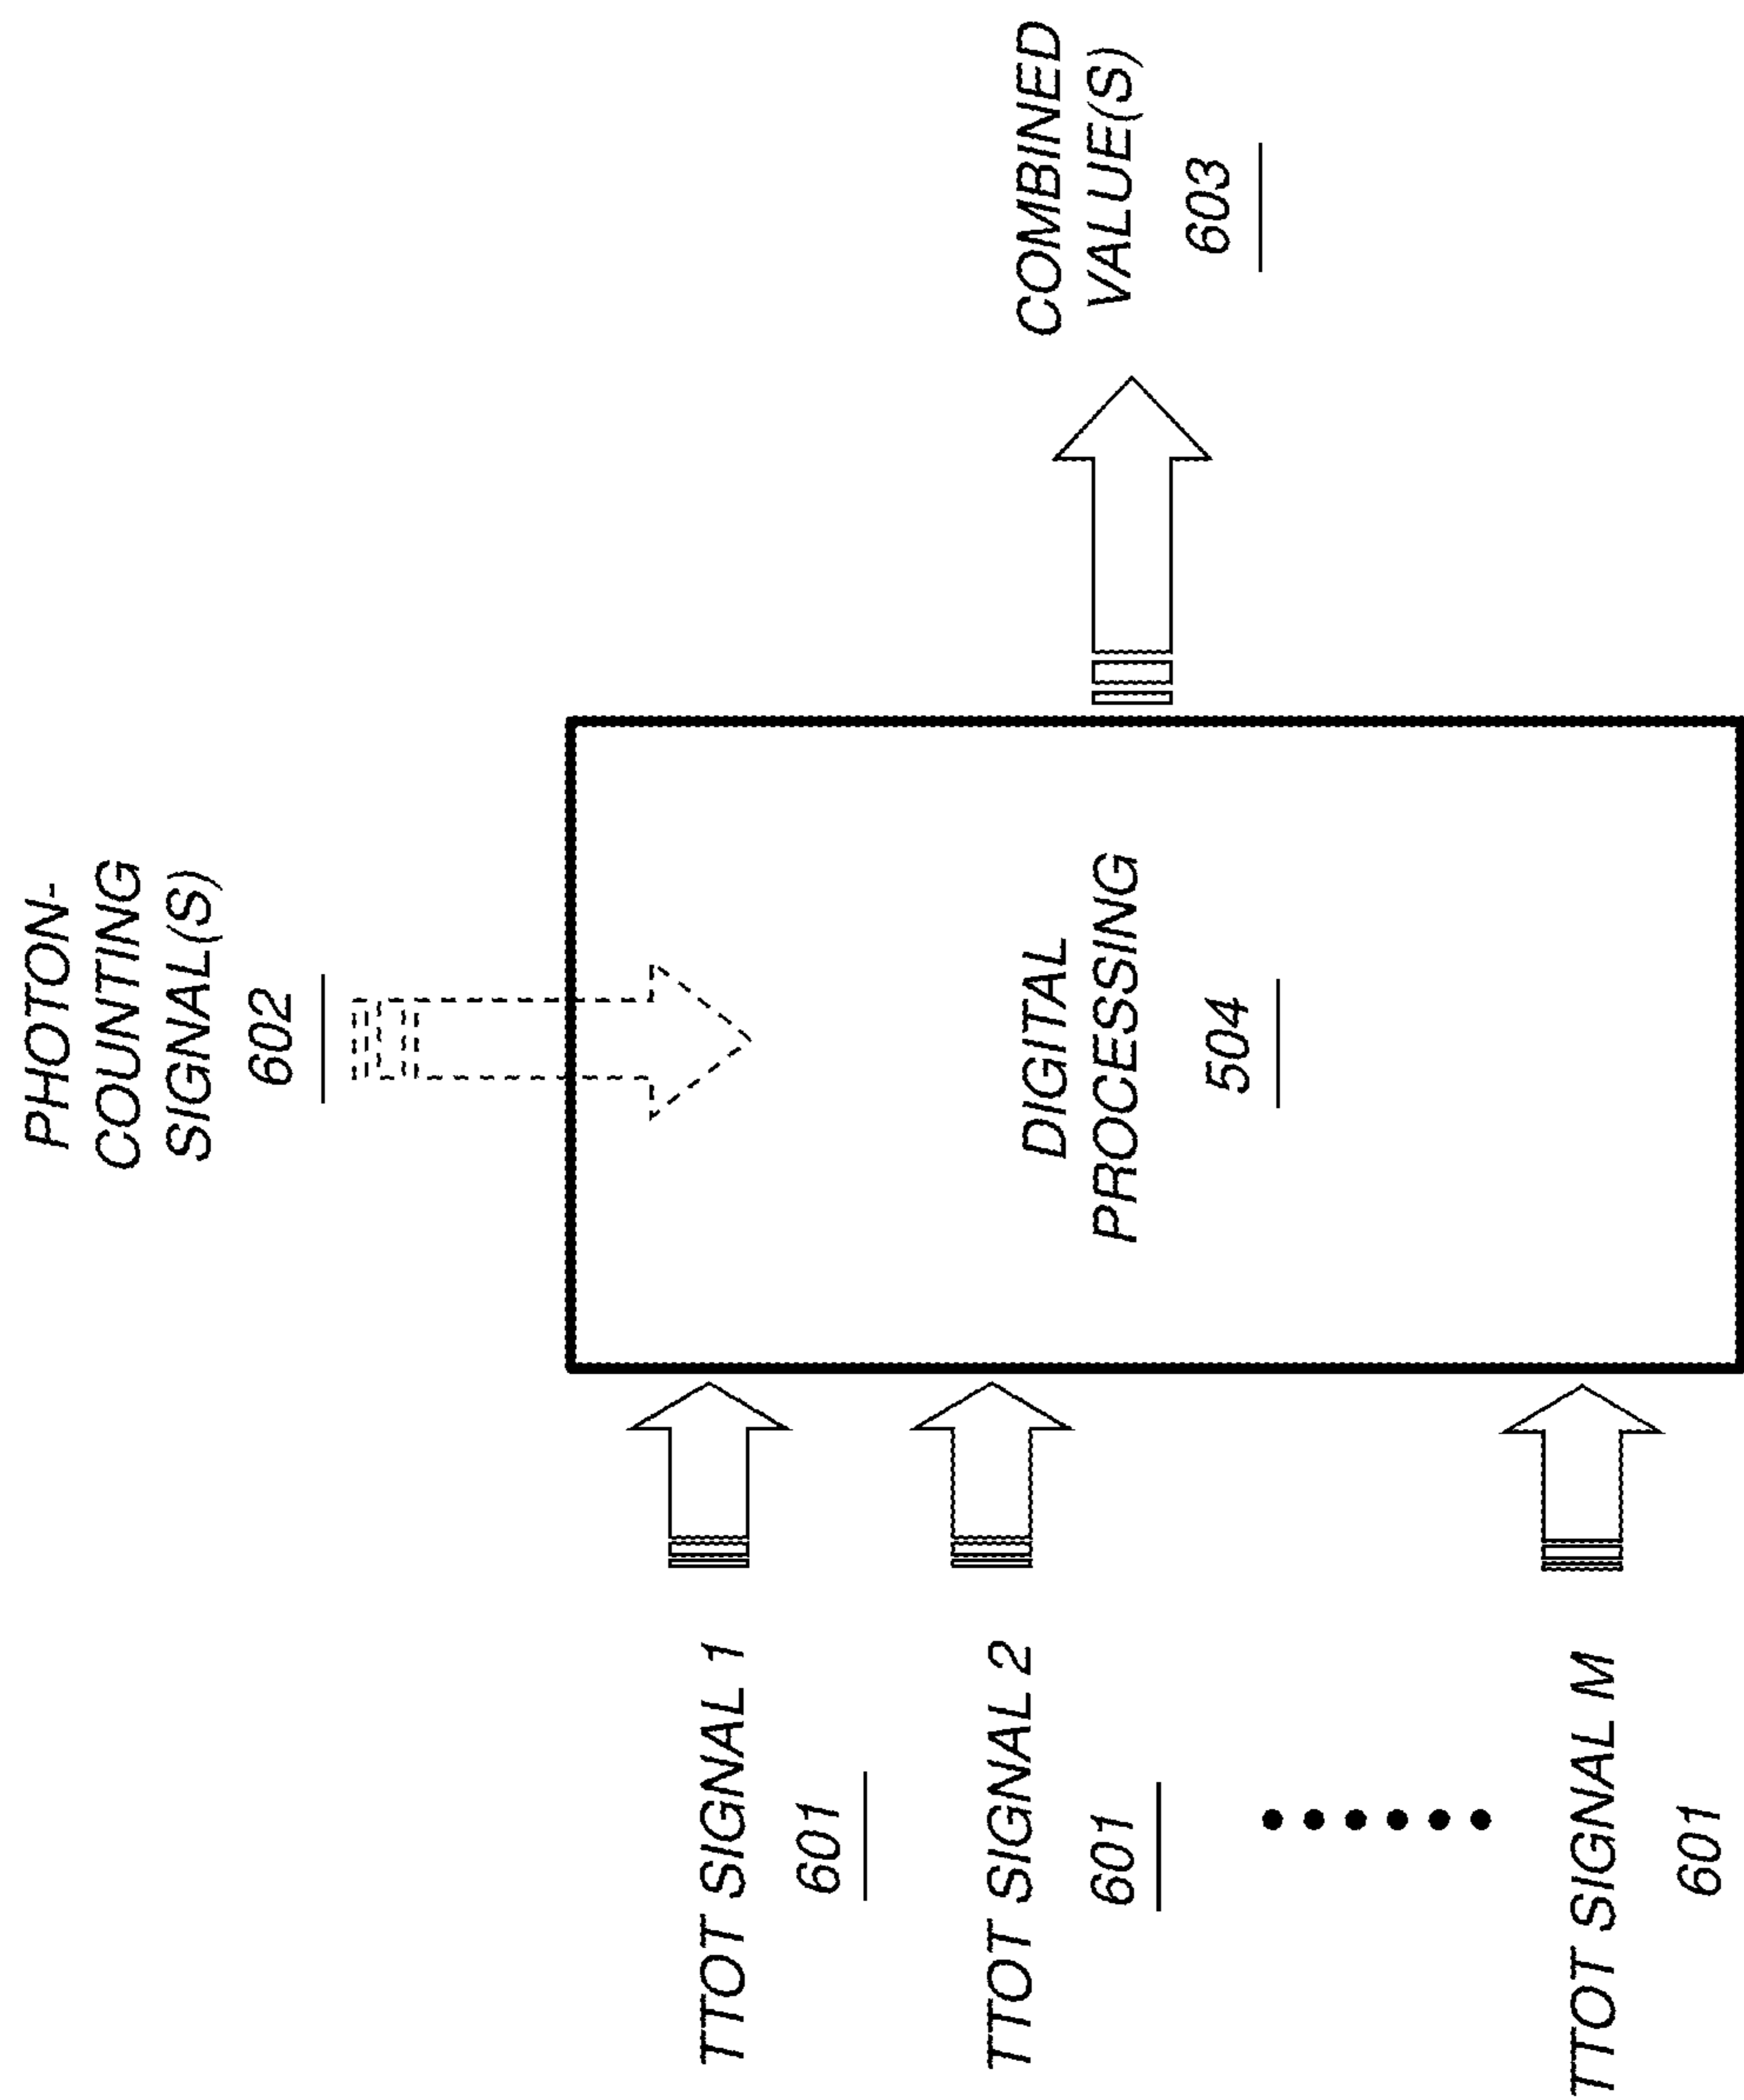 PHOTON-
COUNTING
SIGNAL(S)
602
TTOT SIGNAL 1
601
TTOT SIGNAL 2
601
TTOT SIGNAL M
601
DIGITAL
PROCESSING
504
COMBINED
VALUE(S)
603